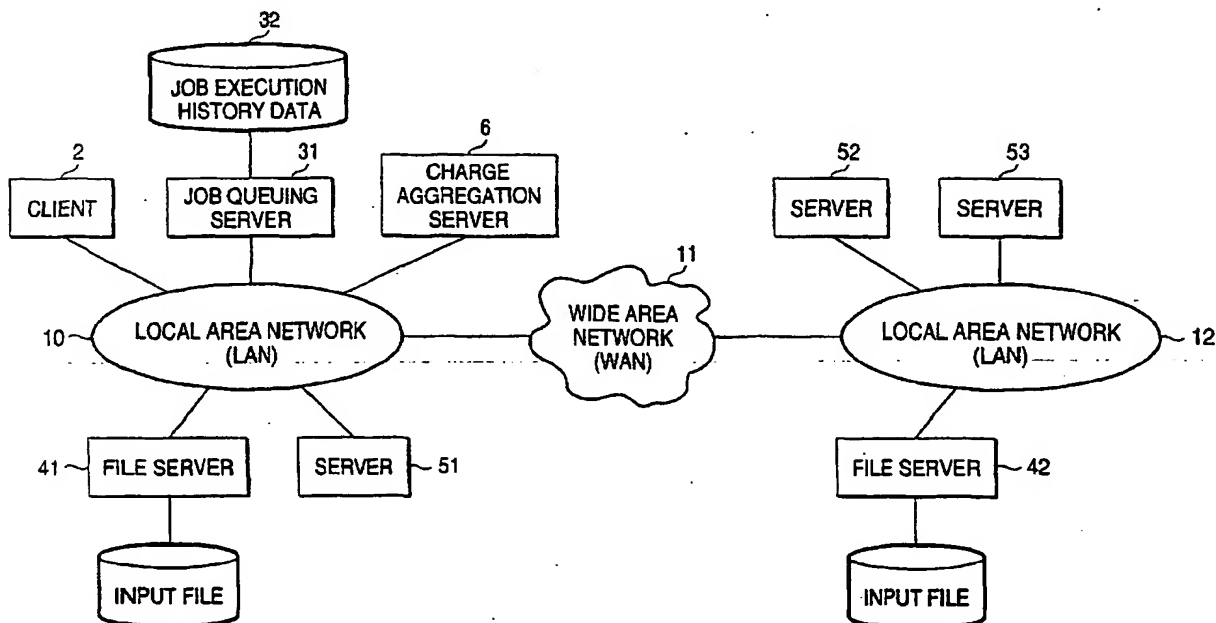 32
JOB EXECUTION
HISTORY DATA
2
CLIENT
31
JOB QUEUING
SERVER
6
CHARGE
AGGREGATION
SERVER
52
SERVER
53
SERVER
10
LOCAL AREA NETWORK
(LAN)
11
WIDE AREA
NETWORK
(WAN)
LOCAL AREA NETWORK
(LAN)
12
41
FILE SERVER
SERVER
51
FILE SERVER
42
INPUT FILE
INPUT FILE